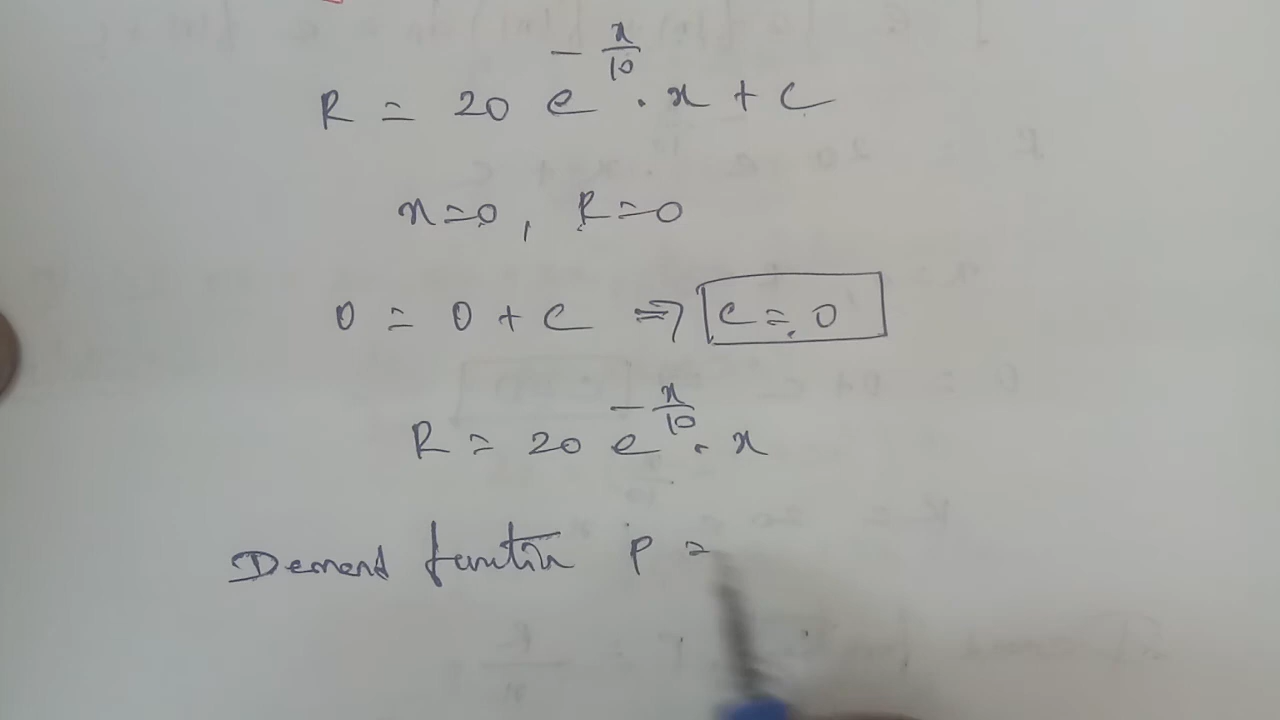 R = 20 e^{-x/10} . x + c
x=0, R=0
0 = 0 + c ⇒ c = 0
R = 20 e^{-x/10} . x
Demand function P =